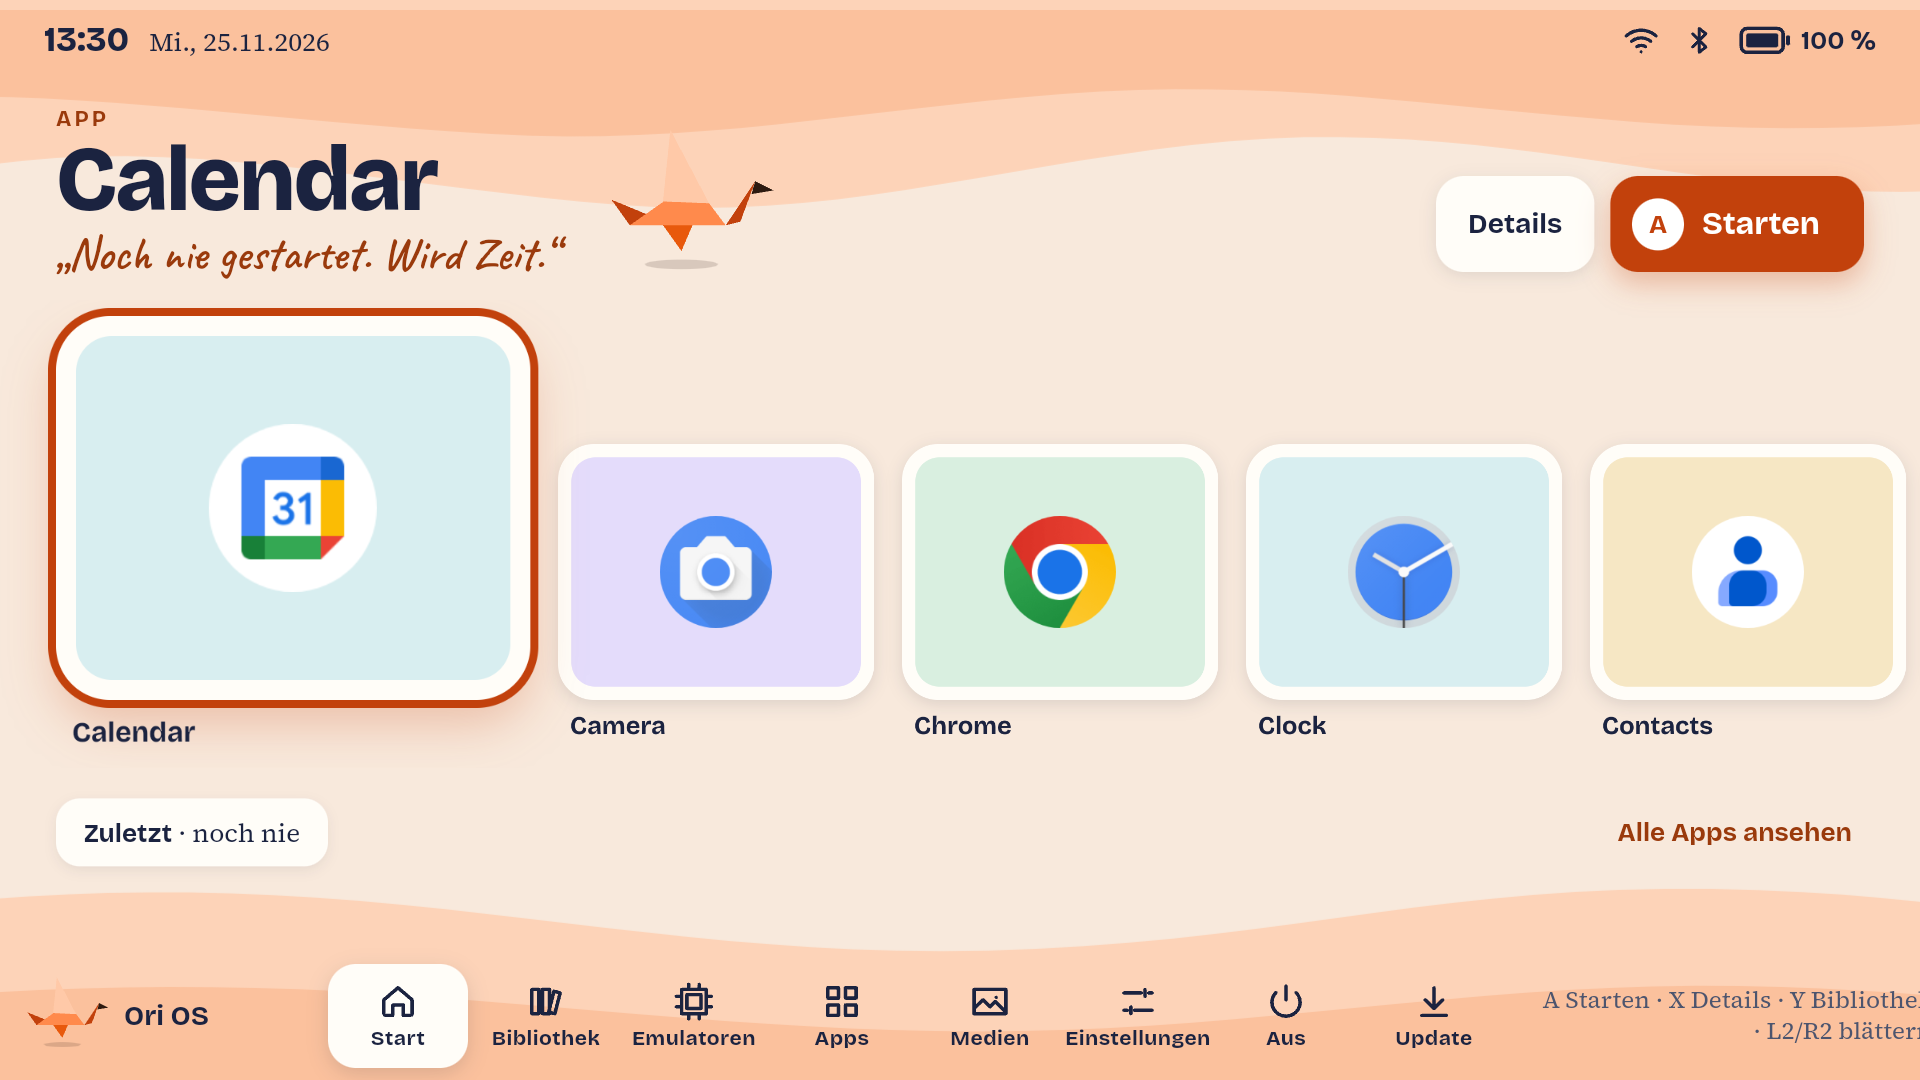 13:30 Mi., 25.11.2026
100 %
APP
Calendar
„Noch nie gestartet. Wird Zeit.“
Details
A Starten
31
Calendar
Camera
Chrome
Clock
Contacts
Zuletzt · noch nie
Alle Apps ansehen
Ori OS
Start
Bibliothek
Emulatoren
Apps
Medien
Einstellungen
Aus
Update
A Starten · X Details · Y Bibliothek
· L2/R2 blättern